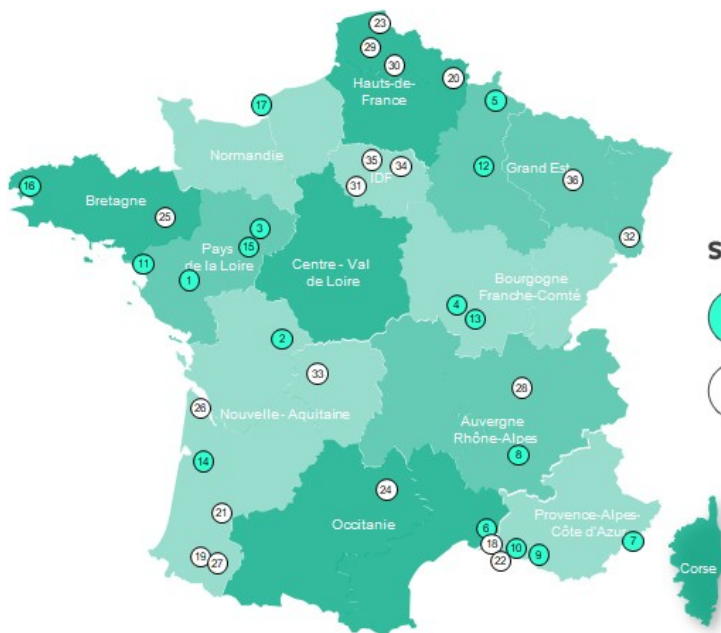 23
29
30
20
Hauts-de-
France
5
17
Normandie
35
34
IDF
31
12
Grand Est
36
16
Bretagne
25
3
15
32
Pays
de la Loire
11
1
Centre - Val
de Loire
Bourgogne
Franche-Comté
4
13
2
33
28
26
Nouvelle - Aquitaine
Auvergne
Rhône-Alpes
14
8
24
21
Occitanie
Provence-Alpes-
Côte d'Azur
6
18
10
7
9
22
19
27
Corse
S